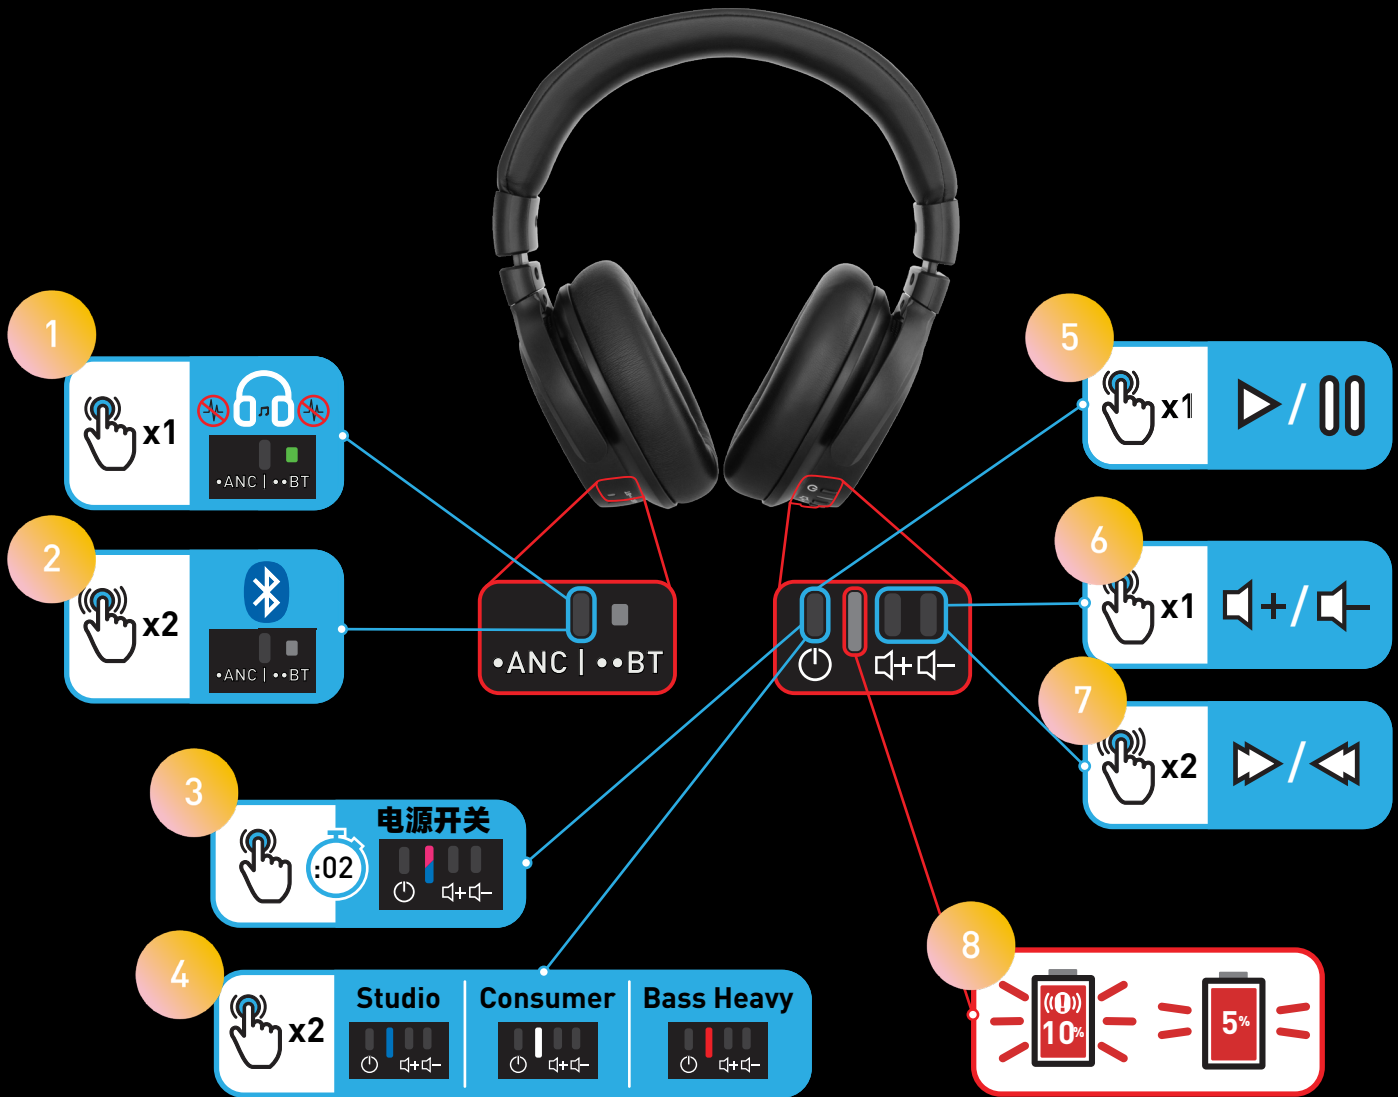 1
x1
•ANC | ••BT
2
x2
•ANC | ••BT
•ANC | ••BT
3
:02
电源开关
4
x2
Studio
Consumer
Bass Heavy
5
x1
6
x1
7
x2
8
10%
5%